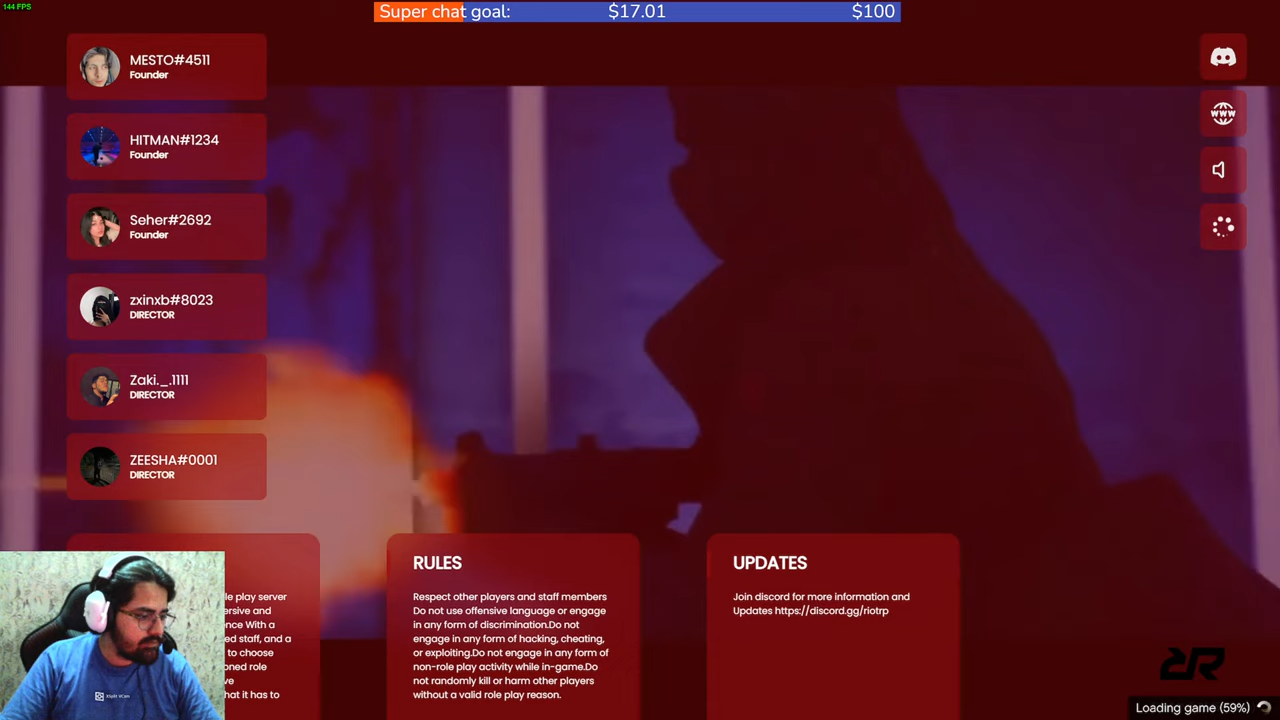 144 FPS
Super chat goal: $17.01 $100
MESTO#4511
Founder
HITMAN#1234
Founder
Seher#2692
Founder
zxinxb#8023
DIRECTOR
Zaki._.1111
DIRECTOR
ZEESHA#0001
DIRECTOR
WWW
le play server
ersive and
nce With a
ed staff, and a
to choose
oned role
ve
hat it has to
RULES
Respect other players and staff members
Do not use offensive language or engage
in any form of discrimination.Do not
engage in any form of hacking, cheating,
or exploiting.Do not engage in any form of
non-role play activity while in-game.Do
not randomly kill or harm other players
without a valid role play reason.
UPDATES
Join discord for more information and
Updates https://discord.gg/riotrp
XSplit VCam
Loading game (59%)